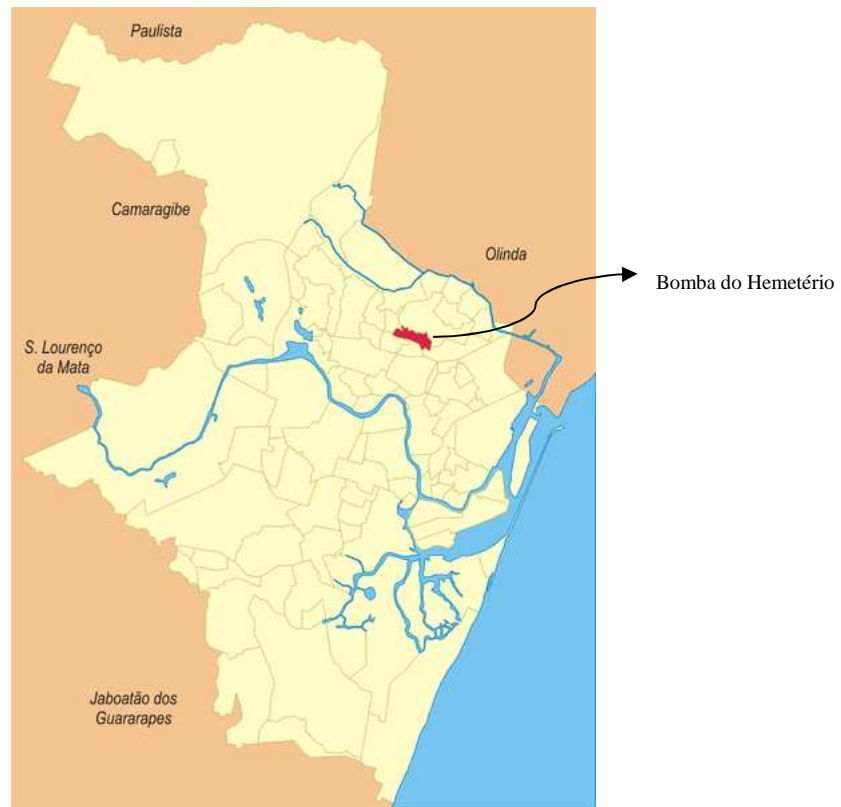 Paulista
Camaragibe
Olinda
Bomba do Hemetério
S. Lourenço
da Mata
Jaboatão dos
Guararapes